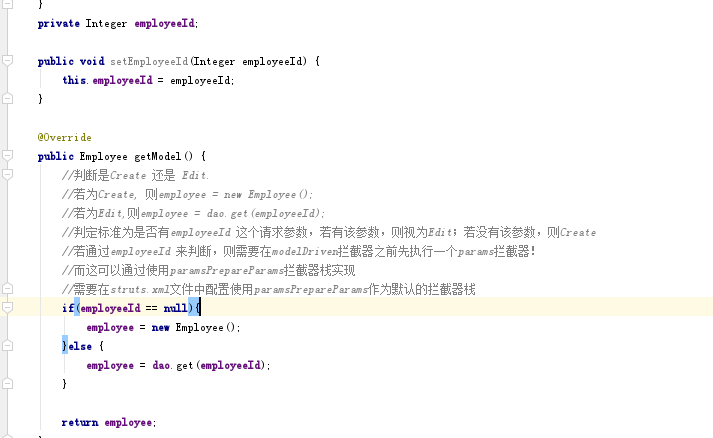 }
private Integer employeeId;
public void setEmployeeId(Integer employeeId) {
this.employeeId = employeeId;
}
@Override
public Employee getModel() {
//判断是Create 还是 Edit.
//若为Create, 则employee = new Employee();
//若为Edit,则employee = dao.get(employeeId);
//判定标准为是否有employeeId 这个请求参数，若有该参数，则视为Edit；若没有该参数，则Create
//若通过employeeId 来判断，则需要在modelDriven拦截器之前先执行一个params拦截器！
//而这可以通过使用paramsPrepareParams拦截器栈实现
//需要在struts.xml文件中配置使用paramsPrepareParams作为默认的拦截器栈
if(employeeId == null){
employee = new Employee();
}else {
employee = dao.get(employeeId);
}
return employee;